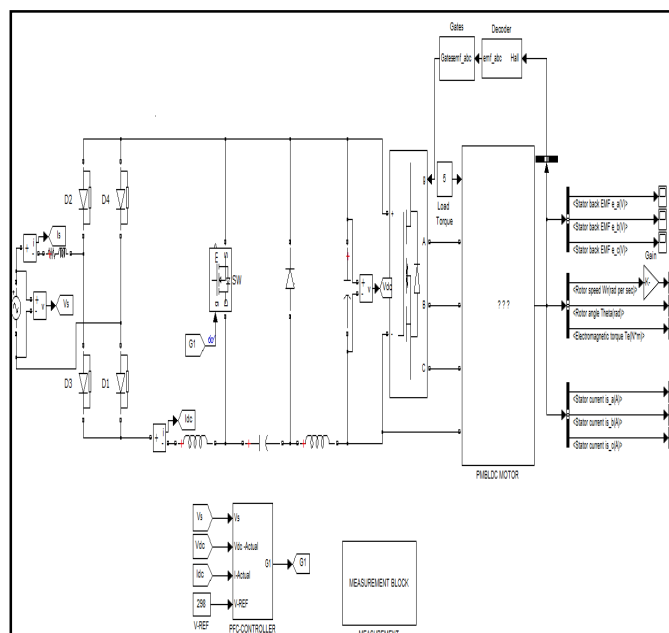 Gates
Decoder
Gates emf_abc
emf_abc Hall
D2
D4
i
Is
v
Vs
D3
D1
SW
G1
i
Idc
v
Vdc
g
A
B
C
5
Load
Torque
? ? ?
PMBLDC MOTOR
<Stator back EMF e_a(V)>
<Stator back EMF e_b(V)>
<Stator back EMF e_c(V)>
Gain
-K-
<Rotor speed Wr(rad per sec)>
<Rotor angle Theta(rad)>
<Electromagnetic torque Te(N*m)>
<Stator current is_a(A)>
<Stator current is_b(A)>
<Stator current is_c(A)>
Vs
Vs
Vdc
Vdc -Actual
G1
G1
Idc
I-Actual
298
V-REF
V-REF
PFC-CONTROLLER
MEASUREMENT BLOCK
MEASUREMENT